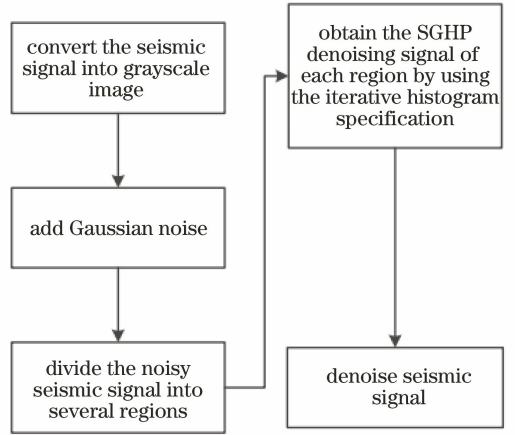 convert the seismic
signal into grayscale
image
add Gaussian noise
divide the noisy
seismic signal into
several regions
obtain the SGHP
denoising signal of
each region by using
the iterative histogram
specification
denoise seismic
signal